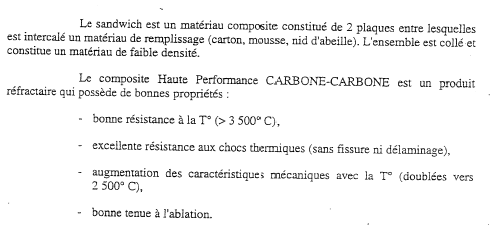 Le sandwich est un matériau composite constitué de 2 plaques entre lesquelles
est intercalé un matériau de remplissage (carton, mousse, nid d'abeille). L'ensemble est collé et
constitue un matériau de faible densité.
Le composite Haute Performance CARBONE-CARBONE est un produit
réfractaire qui possède de bonnes propriétés :
- bonne résistance à la T° (> 3 500° C),
- excellente résistance aux chocs thermiques (sans fissure ni délaminage),
- augmentation des caractéristiques mécaniques avec la T° (doublées vers
2 500° C),
- bonne tenue à l'ablation.